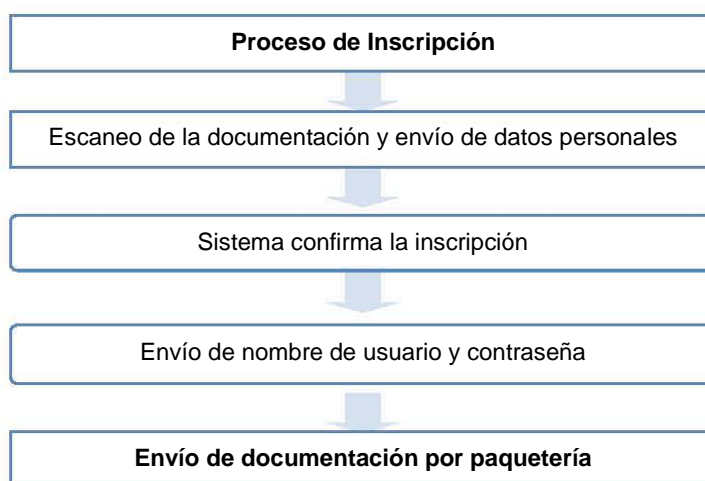 Proceso de Inscripción
Escaneo de la documentación y envío de datos personales
Sistema confirma la inscripción
Envío de nombre de usuario y contraseña
Envío de documentación por paquetería